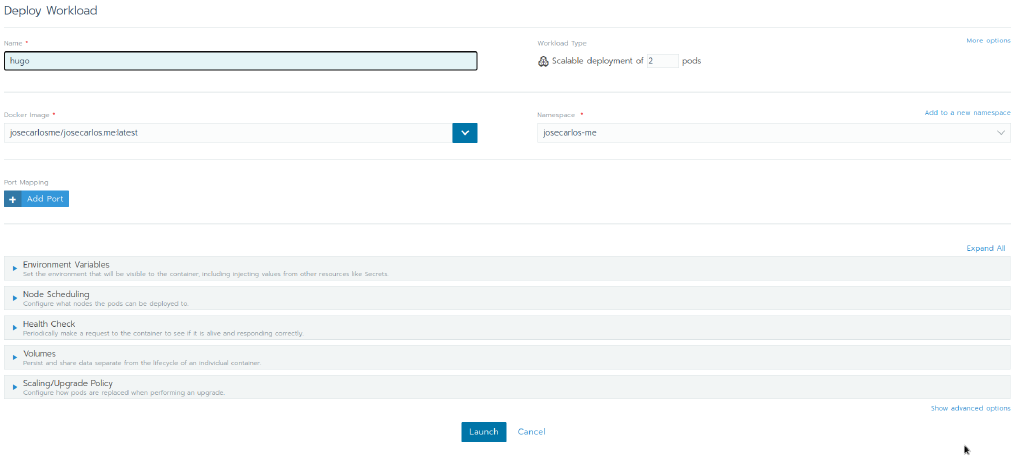 Deploy Workload
Name *
hugo
Workload Type
More options
Scalable deployment of 2 pods
Docker Image *
josecarlosme/josecarlos.me:latest
Namespace *
Add to a new namespace
josecarlos-me
Port Mapping
+ Add Port
Expand All
Environment Variables
Set the environment that will be visible to the container, including injecting values from other resources like Secrets.
Node Scheduling
Configure what nodes the pods can be deployed to.
Health Check
Periodically make a request to the container to see if it is alive and responding correctly.
Volumes
Persist and share data separate from the lifecycle of an individual container.
Scaling/Upgrade Policy
Configure how pods are replaced when performing an upgrade.
Show advanced options
Launch
Cancel